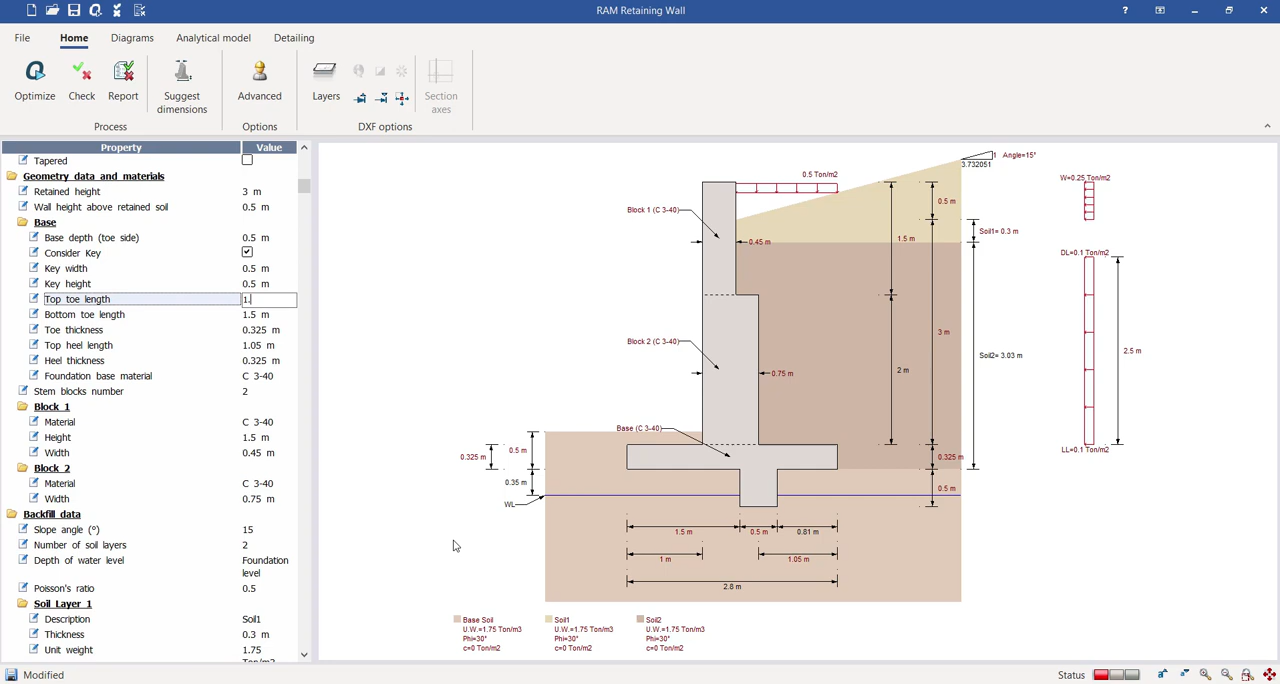 RAM Retaining Wall
?
File Home Diagrams Analytical model Detailing
Optimize Check Report Suggest dimensions Advanced Layers Section axes
Process Options DXF options
Property Value
Tapered
Geometry data and materials
Retained height 3 m
Wall height above retained soil 0.5 m
Base
Base depth (toe side) 0.5 m
Consider Key
Key width 0.5 m
Key height 0.5 m
Top toe length 1.
Bottom toe length 1.5 m
Toe thickness 0.325 m
Top heel length 1.05 m
Heel thickness 0.325 m
Foundation base material C 3-40
Stem blocks number 2
Block 1
Material C 3-40
Height 1.5 m
Width 0.45 m
Block 2
Material C 3-40
Width 0.75 m
Backfill data
Slope angle (º) 15
Number of soil layers 2
Depth of water level Foundation level
Poisson's ratio 0.5
Soil Layer 1
Description Soil1
Thickness 0.3 m
Unit weight 1.75
Ton/m3
1 Angle=15°
3.732051
0.5 Ton/m2
W=0.25 Ton/m2
Block 1 (C 3-40)
0.5 m
Soil1= 0.3 m
0.45 m
1.5 m
DL=0.1 Ton/m2
3 m
Block 2 (C 3-40)
2.5 m
Soil2= 3.03 m
2 m
0.75 m
Base (C 3-40)
0.5 m
0.325 m
0.325 m
LL=0.1 Ton/m2
0.35 m
0.5 m
WL
1.5 m 0.5 m 0.81 m
1 m 1.05 m
2.8 m
Base Soil Soil1 Soil2
U.W.=1.75 Ton/m3 U.W.=1.75 Ton/m3 U.W.=1.75 Ton/m3
Phi=30° Phi=30° Phi=30°
c=0 Ton/m2 c=0 Ton/m2 c=0 Ton/m2
Modified
Status